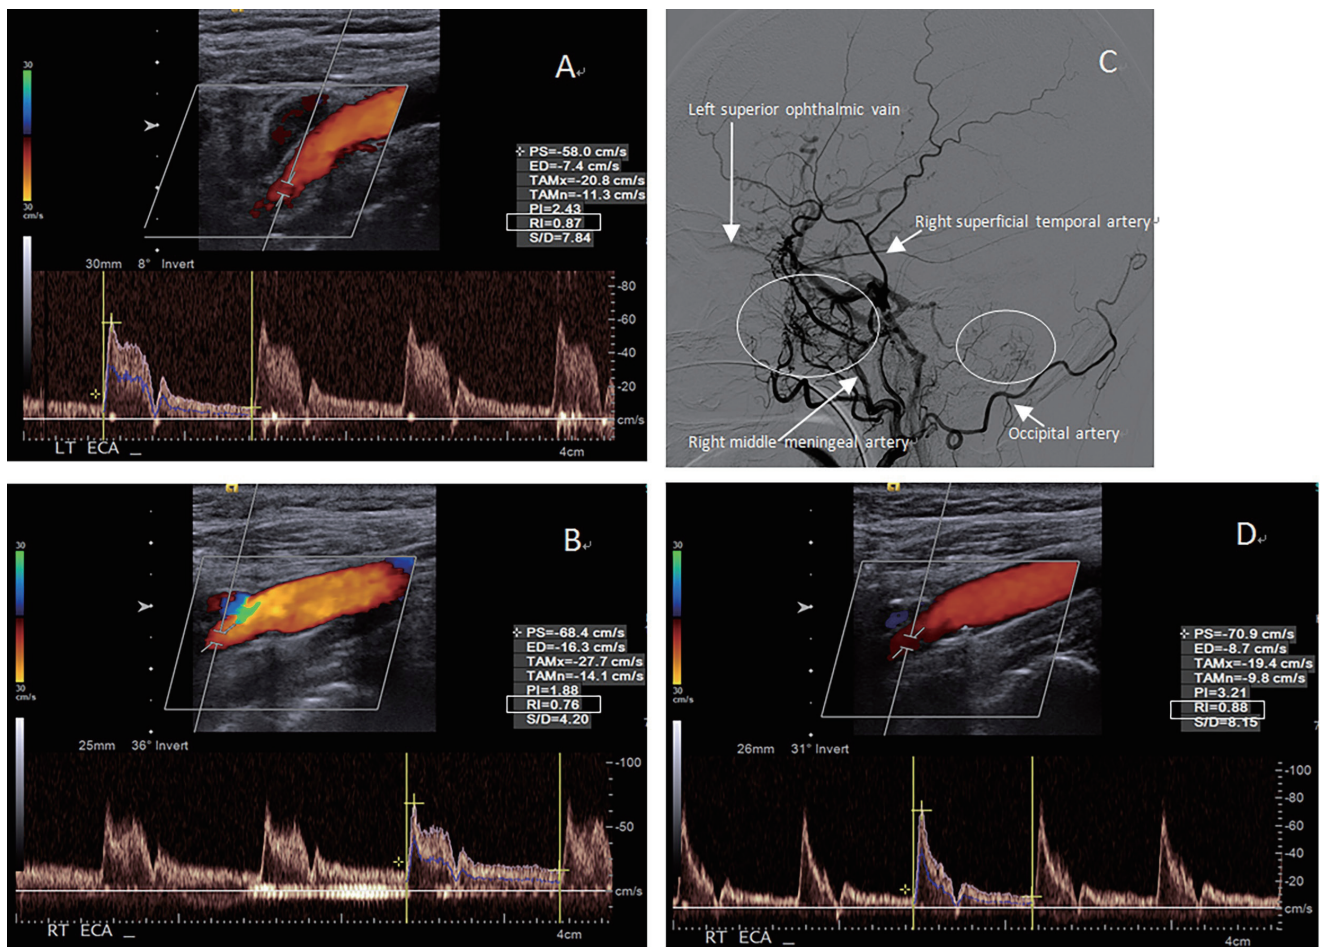 A
30
30
cm/s
PS=-58.0 cm/s
ED=-7.4 cm/s
TAMx=-20.8 cm/s
TAMn=-11.3 cm/s
PI=2.43
RI=0.87
S/D=7.84
30mm 8° Invert
-80
-60
-40
-20
cm/s
LT ECA _
4cm
C
Left superior ophthalmic vain
Right superficial temporal artery
Right middle meningeal artery
Occipital artery
B
30
30
cm/s
PS=-68.4 cm/s
ED=-16.3 cm/s
TAMx=-27.7 cm/s
TAMn=-14.1 cm/s
PI=1.88
RI=0.76
S/D=4.20
25mm 36° Invert
-100
-50
cm/s
RT ECA _
4cm
D
30
30
cm/s
PS=-70.9 cm/s
ED=-8.7 cm/s
TAMx=-19.4 cm/s
TAMn=-9.8 cm/s
PI=3.21
RI=0.88
S/D=8.15
26mm 31° Invert
-100
-80
-60
-40
-20
cm/s
RT ECA _
4cm